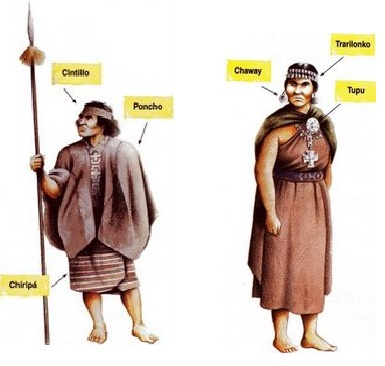 Cintillo
Poncho
Chiripá
Trarilonko
Chaway
Tupu